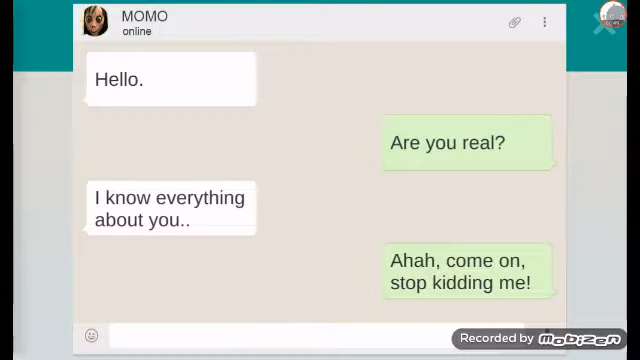 MOMO
online
Hello.
Are you real?
I know everything
about you..
Ahah, come on,
stop kidding me!
Recorded by MOBIZEN